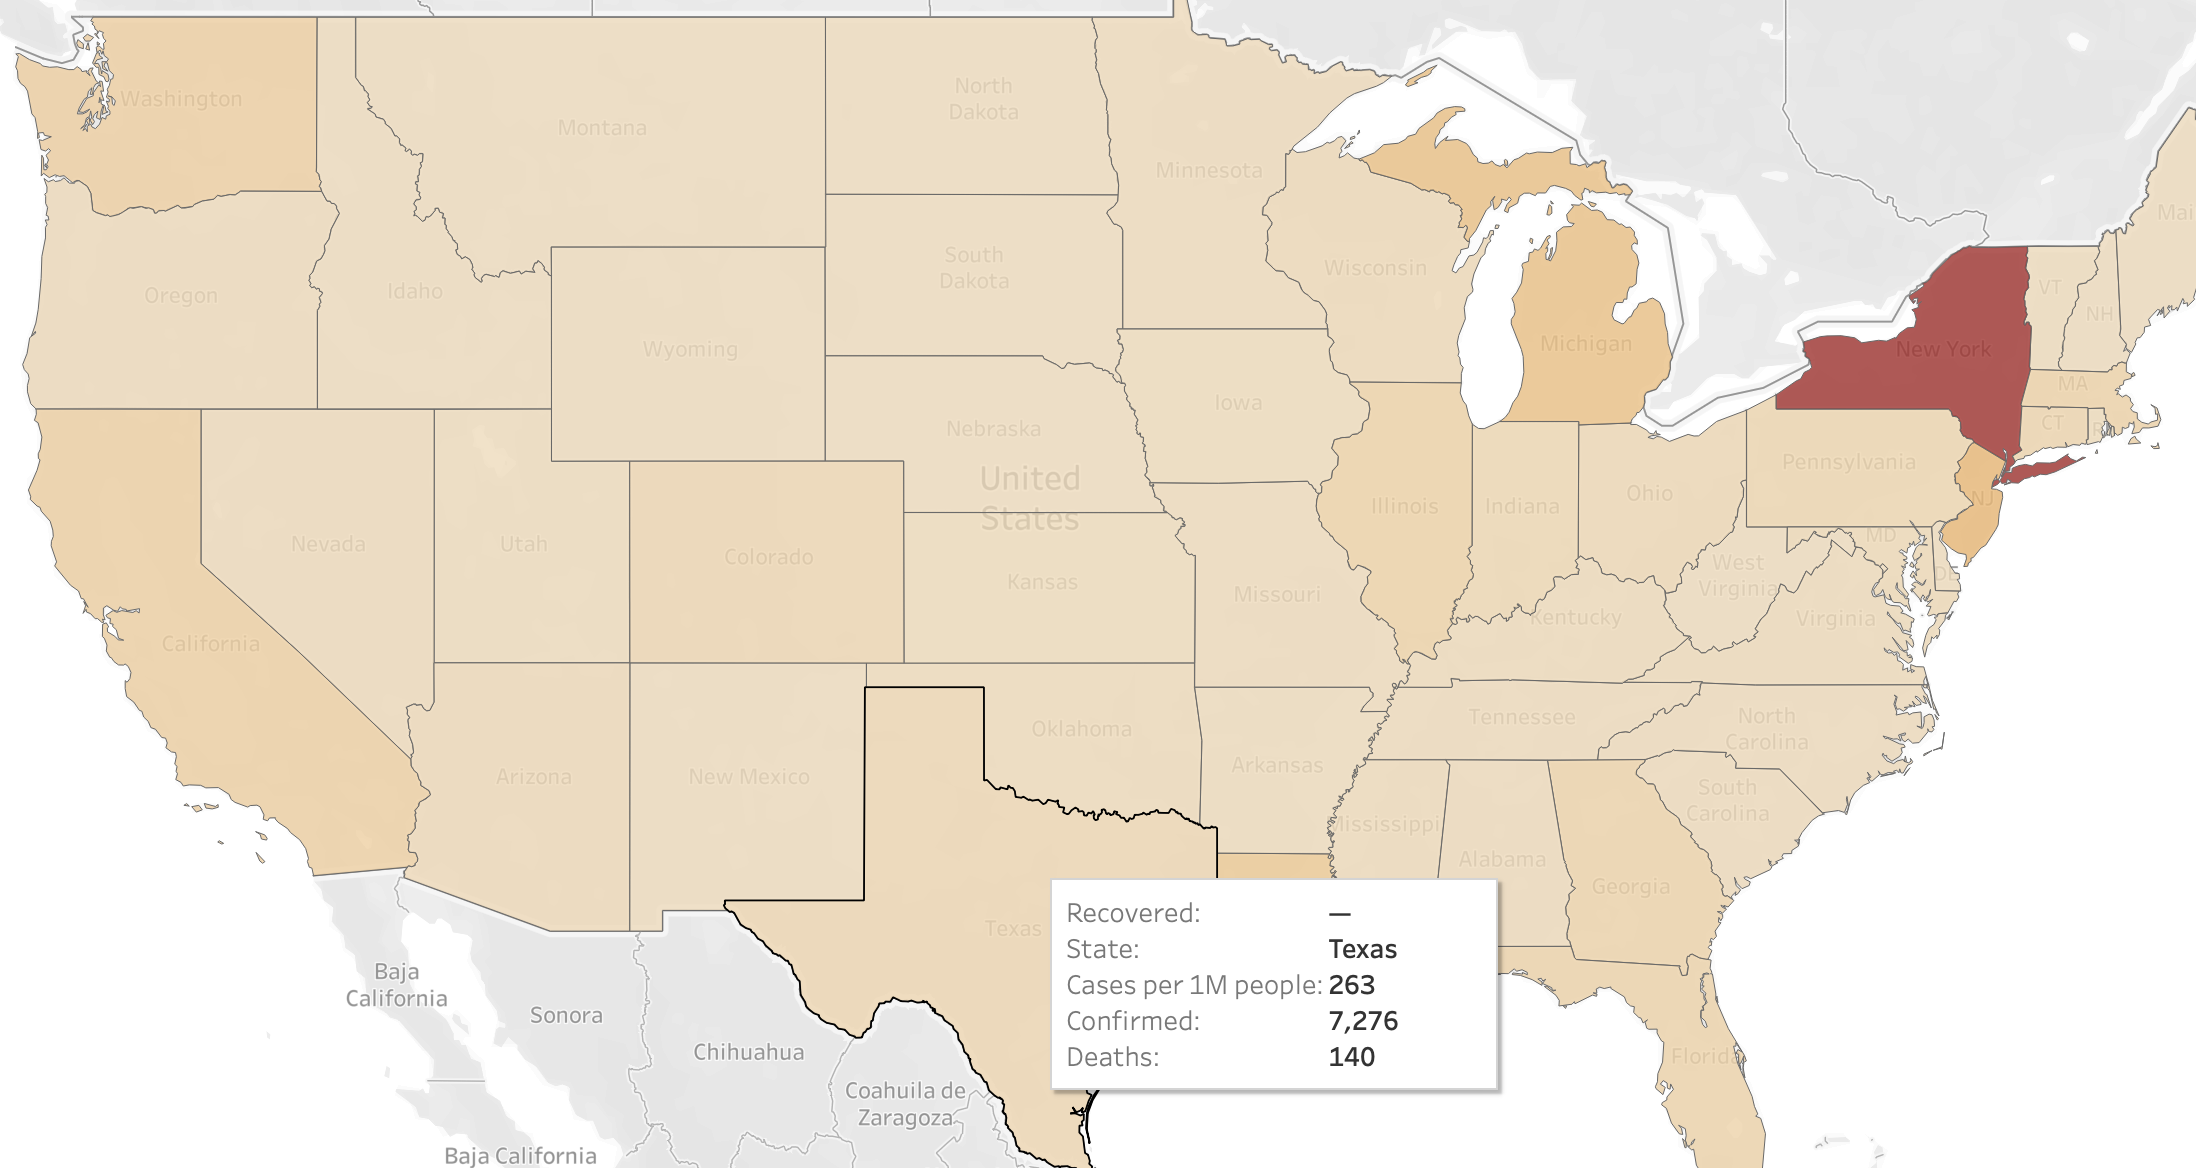 Washington
Montana
North
Dakota
Minnesota
Oregon
Idaho
South
Dakota
Wisconsin
Wyoming
Michigan
New York
VT
NH
Mai
Iowa
Nebraska
United
States
Illinois
Indiana
Ohio
Pennsylvania
MA
CT
R
NJ
MD
DE
Nevada
Utah
Colorado
Kansas
Missouri
West
Virginia
Kentucky
Virginia
California
Arizona
New Mexico
Oklahoma
Arkansas
Tennessee
North
Carolina
South
Carolina
Mississippi
Alabama
Georgia
Texas
Florida
Recovered: —
State: Texas
Cases per 1M people: 263
Confirmed: 7,276
Deaths: 140
Baja
California
Sonora
Chihuahua
Coahuila de
Zaragoza
Baja California